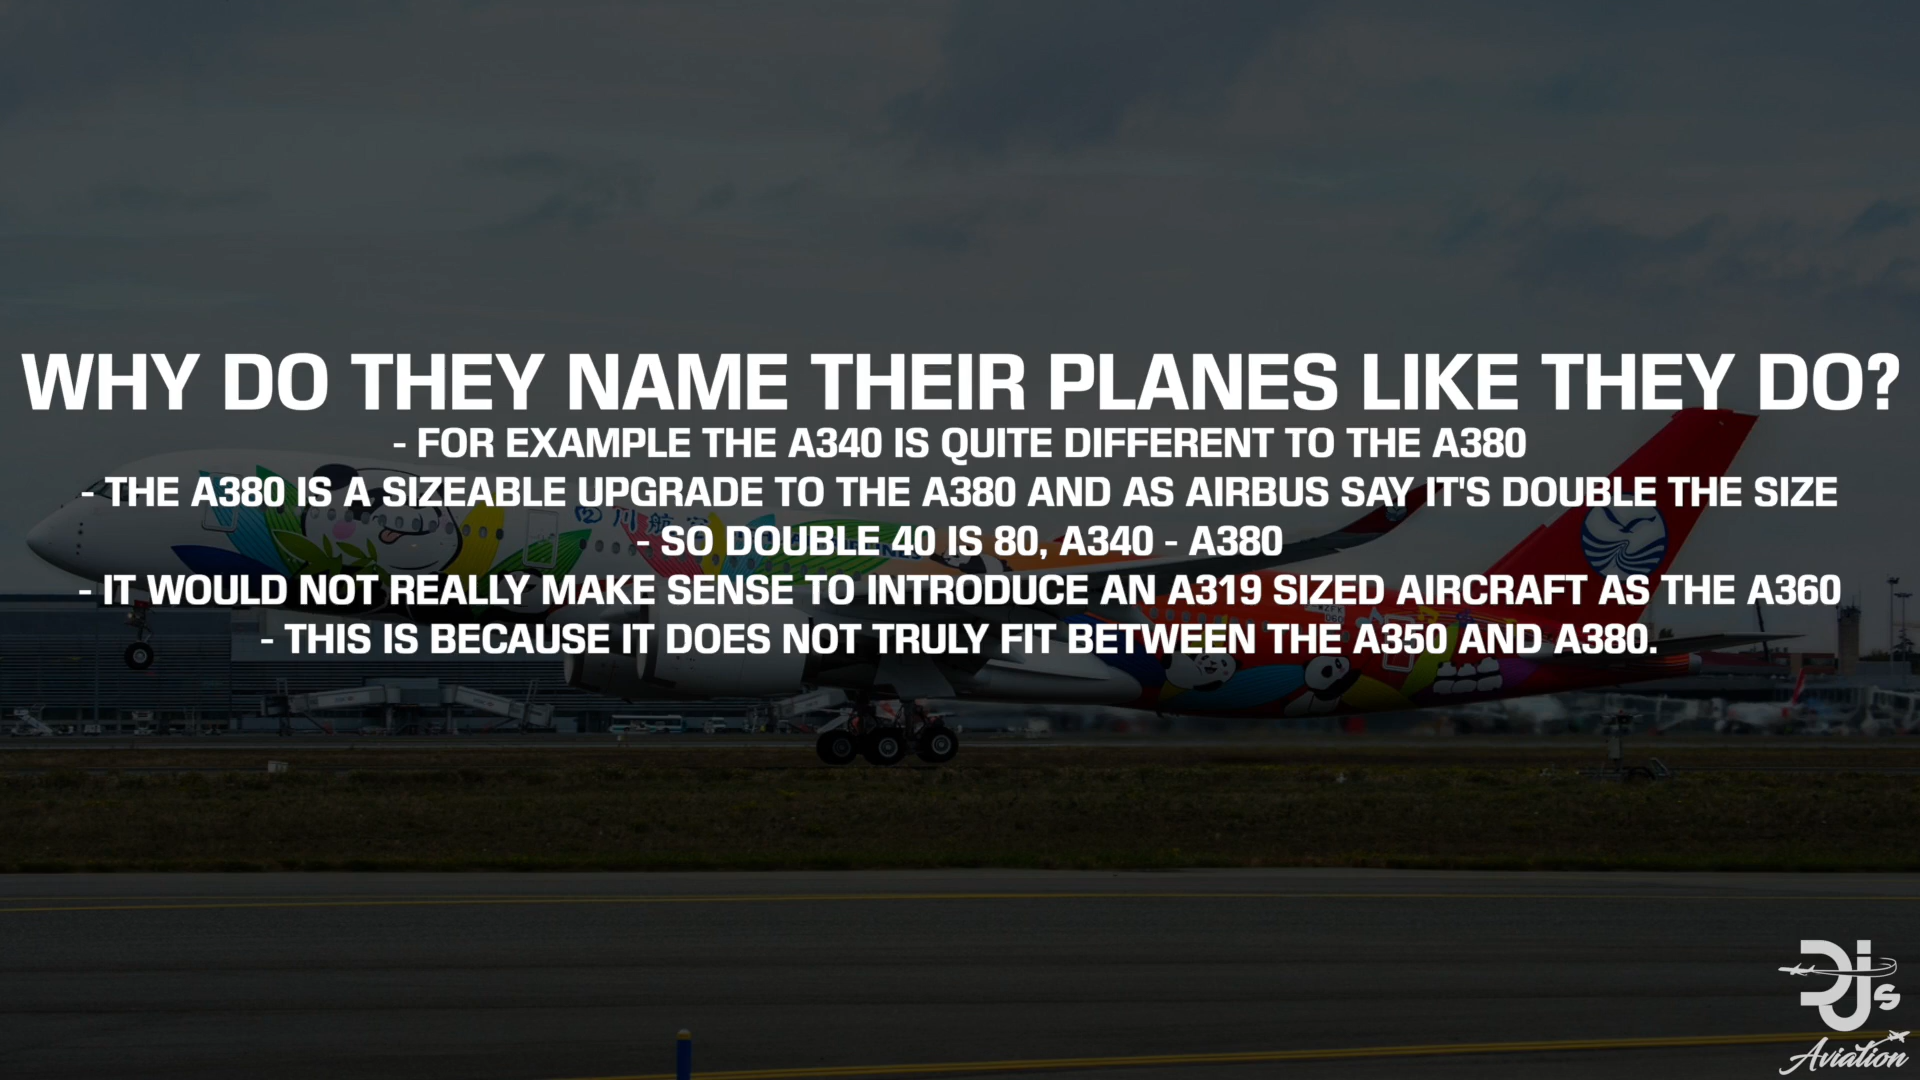 WHY DO THEY NAME THEIR PLANES LIKE THEY DO?
- FOR EXAMPLE THE A340 IS QUITE DIFFERENT TO THE A380
- THE A380 IS A SIZEABLE UPGRADE TO THE A380 AND AS AIRBUS SAY IT'S DOUBLE THE SIZE
- SO DOUBLE 40 IS 80, A340 - A380
- IT WOULD NOT REALLY MAKE SENSE TO INTRODUCE AN A319 SIZED AIRCRAFT AS THE A360
- THIS IS BECAUSE IT DOES NOT TRULY FIT BETWEEN THE A350 AND A380.
DJs
Aviation